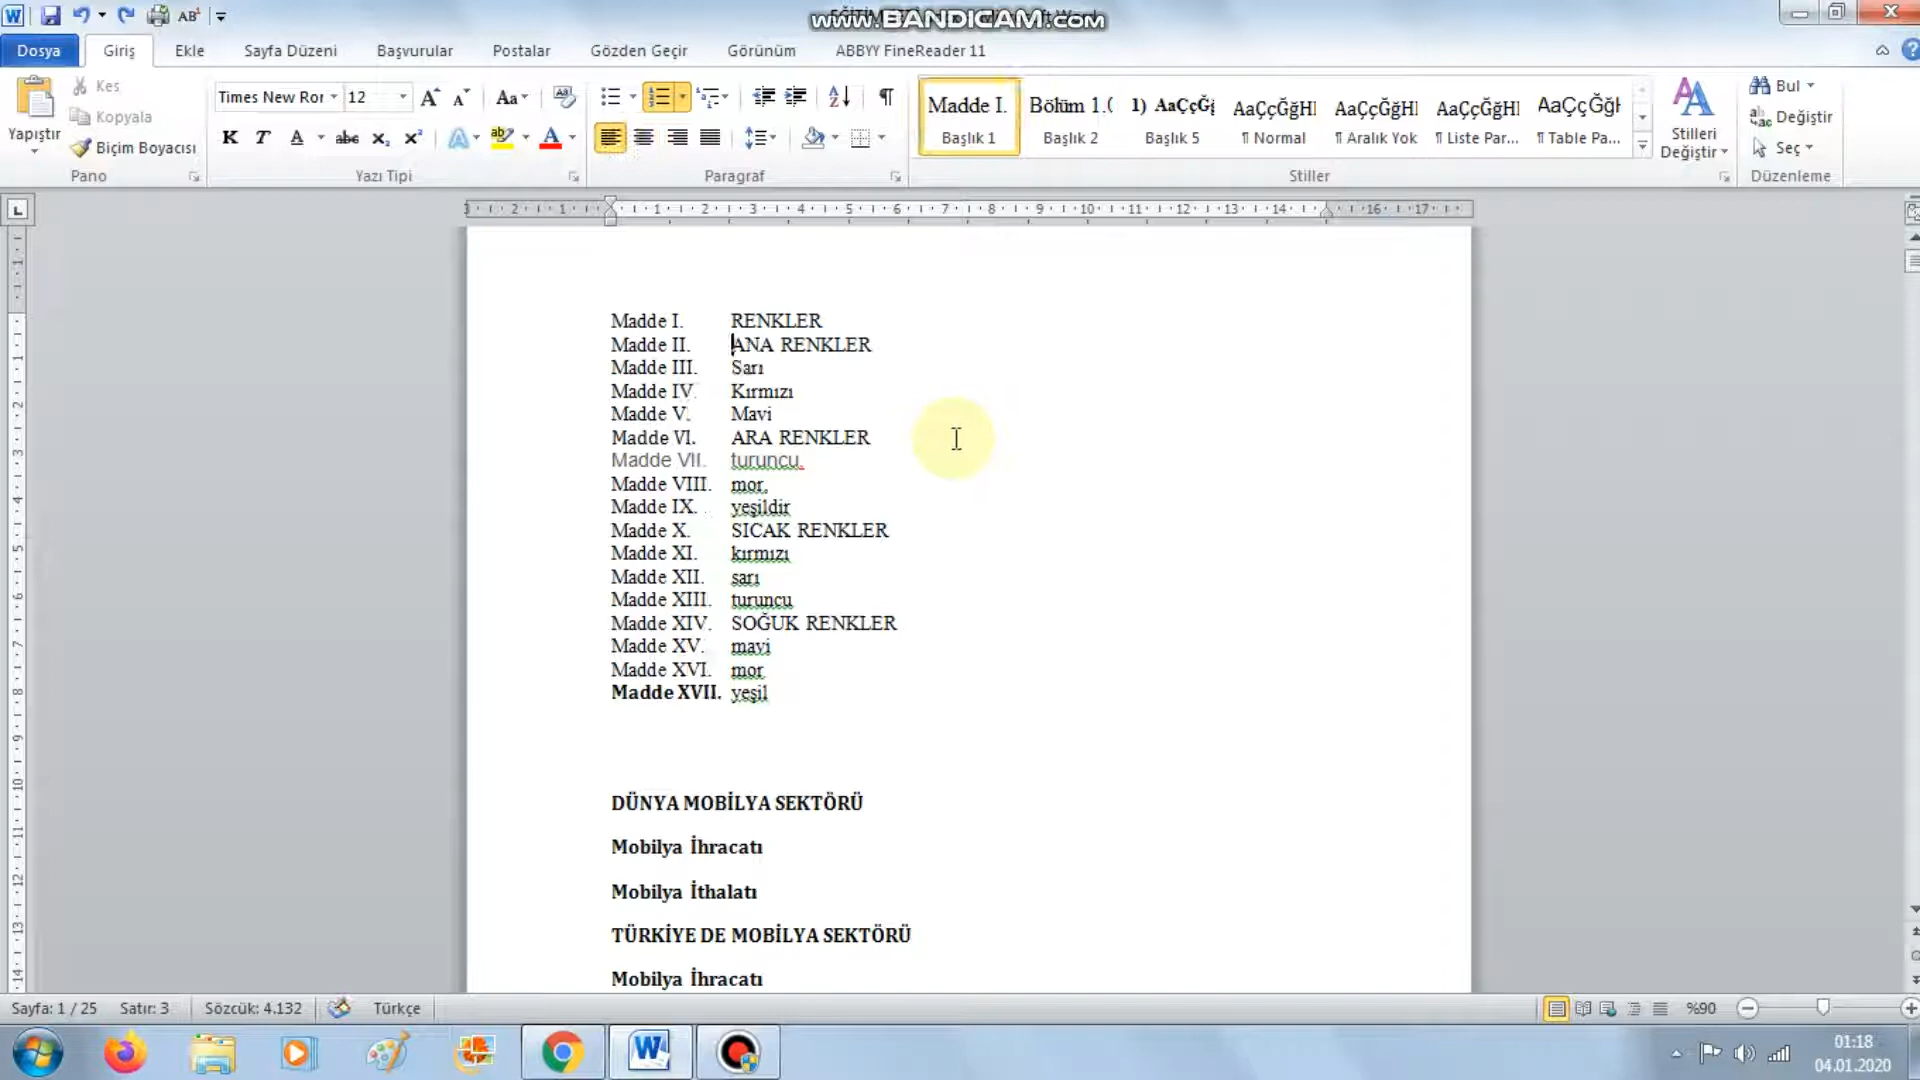 www.BANDICAM.com
Dosya Giriş Ekle Sayfa Düzeni Başvurular Postalar Gözden Geçir Görünüm ABBYY FineReader 11
Yapıştır
Kes
Kopyala
Biçim Boyacısı
Pano
Times New Ror 12
Yazı Tipi
Paragraf
Madde I. Bölüm 1.( 1) AaÇçĞğ AaÇçĞğHl AaÇçĞğHl AaÇçĞğHl AaÇçĞğH
Başlık 1 Başlık 2 Başlık 5 ¶ Normal ¶ Aralık Yok ¶ Liste Par... ¶ Table Pa...
Stiller
Stilleri Değiştir
Bul
Değiştir
Seç
Düzenleme
Madde I. RENKLER
Madde II. ANA RENKLER
Madde III. Sarı
Madde IV. Kırmızı
Madde V. Mavi
Madde VI. ARA RENKLER
Madde VII. turuncu,
Madde VIII. mor,
Madde IX. yeşildir
Madde X. SICAK RENKLER
Madde XI. kırmızı
Madde XII. sarı
Madde XIII. turuncu
Madde XIV. SOĞUK RENKLER
Madde XV. mavi
Madde XVI. mor
Madde XVII. yeşil
DÜNYA MOBİLYA SEKTÖRÜ
Mobilya İhracatı
Mobilya İthalatı
TÜRKİYE DE MOBİLYA SEKTÖRÜ
Mobilya İhracatı
Sayfa: 1 / 25 Satır: 3 Sözcük: 4.132 Türkçe %90
01:18
04.01.2020